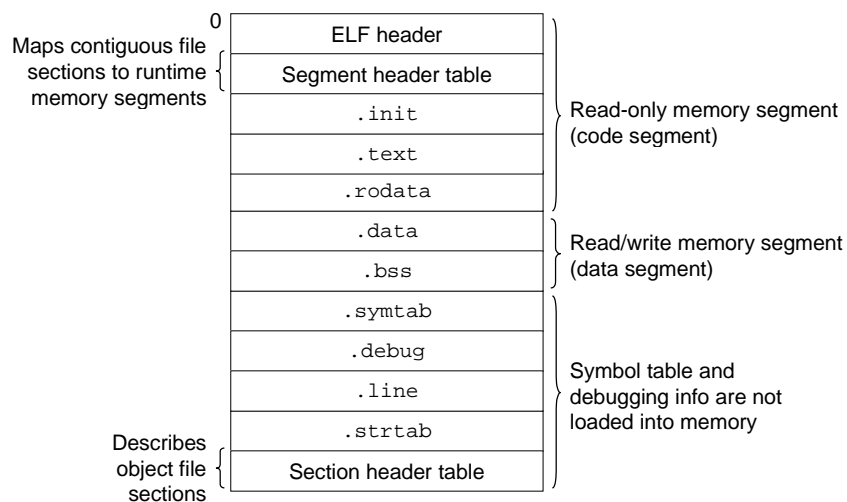 0
ELF header
Maps contiguous file
sections to runtime
memory segments
Segment header table
.init
.text
.rodata
Read-only memory segment
(code segment)
.data
.bss
Read/write memory segment
(data segment)
.symtab
.debug
.line
.strtab
Symbol table and
debugging info are not
loaded into memory
Describes
object file
sections
Section header table